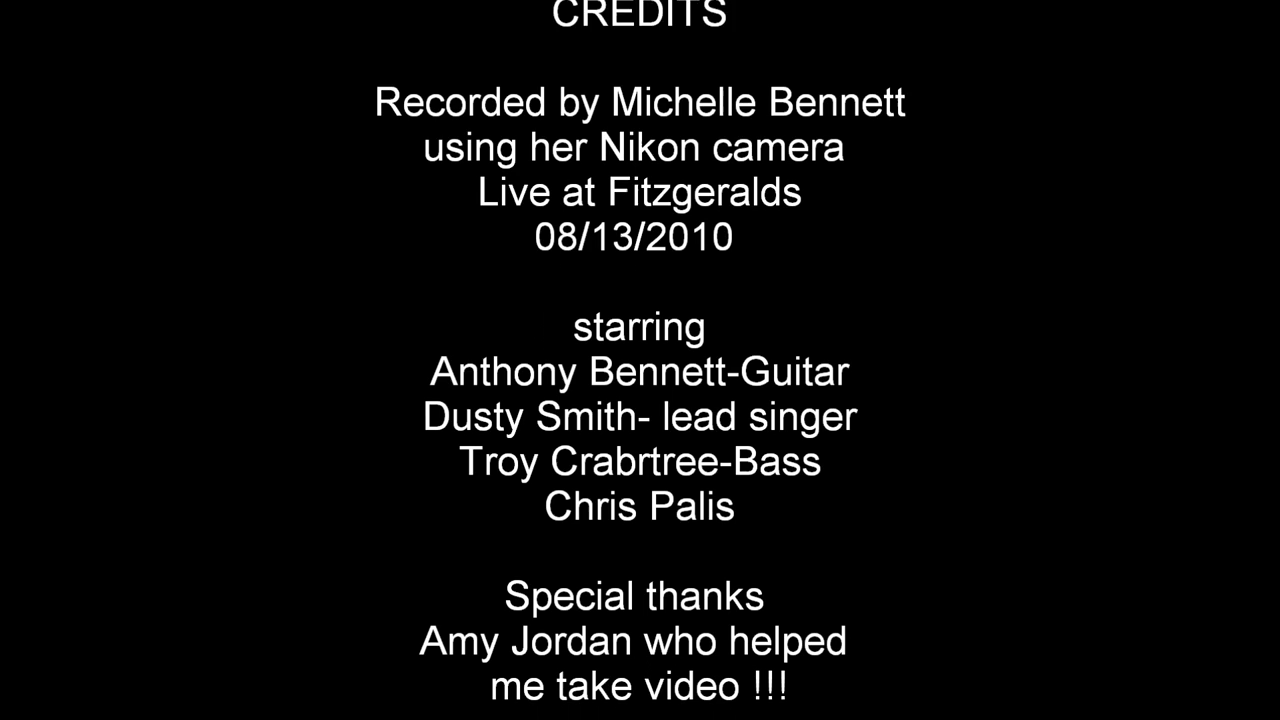 CREDITS
Recorded by Michelle Bennett
using her Nikon camera
Live at Fitzgeralds
08/13/2010
starring
Anthony Bennett-Guitar
Dusty Smith- lead singer
Troy Crabrtree-Bass
Chris Palis
Special thanks
Amy Jordan who helped
me take video !!!